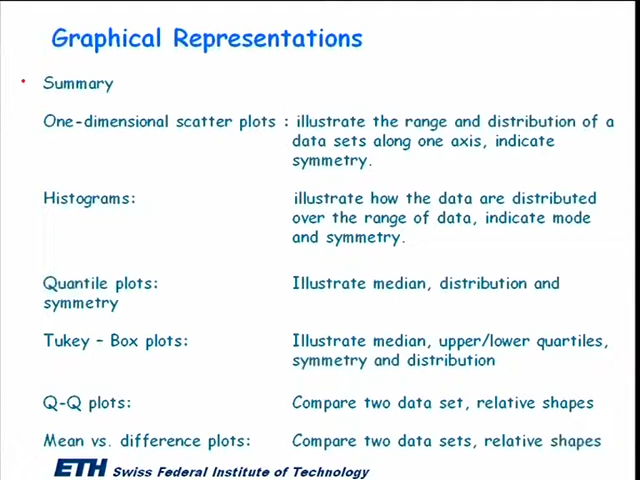 Graphical Representations
• Summary
One-dimensional scatter plots : illustrate the range and distribution of a
data sets along one axis, indicate
symmetry.
Histograms: illustrate how the data are distributed
over the range of data, indicate mode
and symmetry.
Quantile plots: Illustrate median, distribution and
symmetry
Tukey – Box plots: Illustrate median, upper/lower quartiles,
symmetry and distribution
Q-Q plots: Compare two data set, relative shapes
Mean vs. difference plots: Compare two data sets, relative shapes
ETH Swiss Federal Institute of Technology